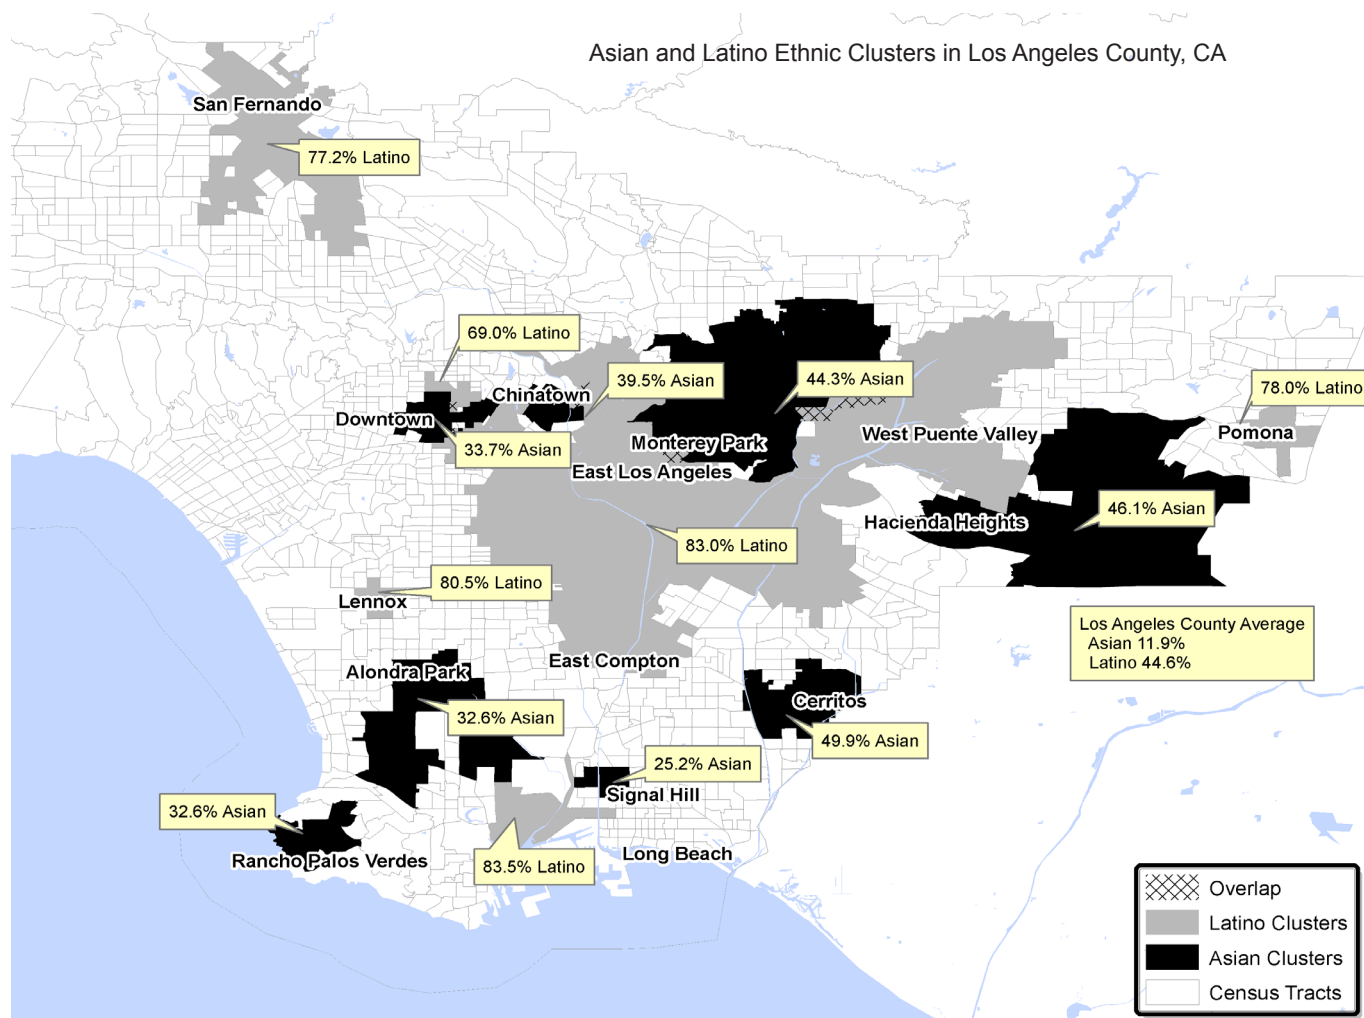 Asian and Latino Ethnic Clusters in Los Angeles County, CA
San Fernando
77.2% Latino
69.0% Latino
Chinatown
39.5% Asian
44.3% Asian
78.0% Latino
Downtown
33.7% Asian
Monterey Park
West Puente Valley
Pomona
East Los Angeles
46.1% Asian
Hacienda Heights
83.0% Latino
80.5% Latino
Lennox
Los Angeles County Average
Asian 11.9%
Latino 44.6%
East Compton
Alondra Park
Cerritos
32.6% Asian
49.9% Asian
25.2% Asian
Signal Hill
32.6% Asian
Rancho Palos Verdes
Long Beach
83.5% Latino
Overlap
Latino Clusters
Asian Clusters
Census Tracts